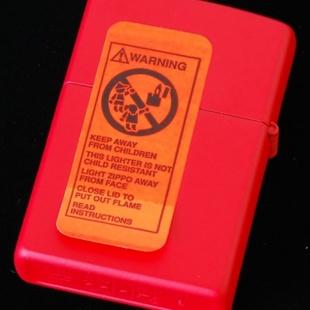 WARNING
KEEP AWAY
FROM CHILDREN
THIS LIGHTER IS NOT
CHILD RESISTANT
LIGHT ZIPPO AWAY
FROM FACE
CLOSE LID TO
PUT OUT FLAME
READ
INSTRUCTIONS